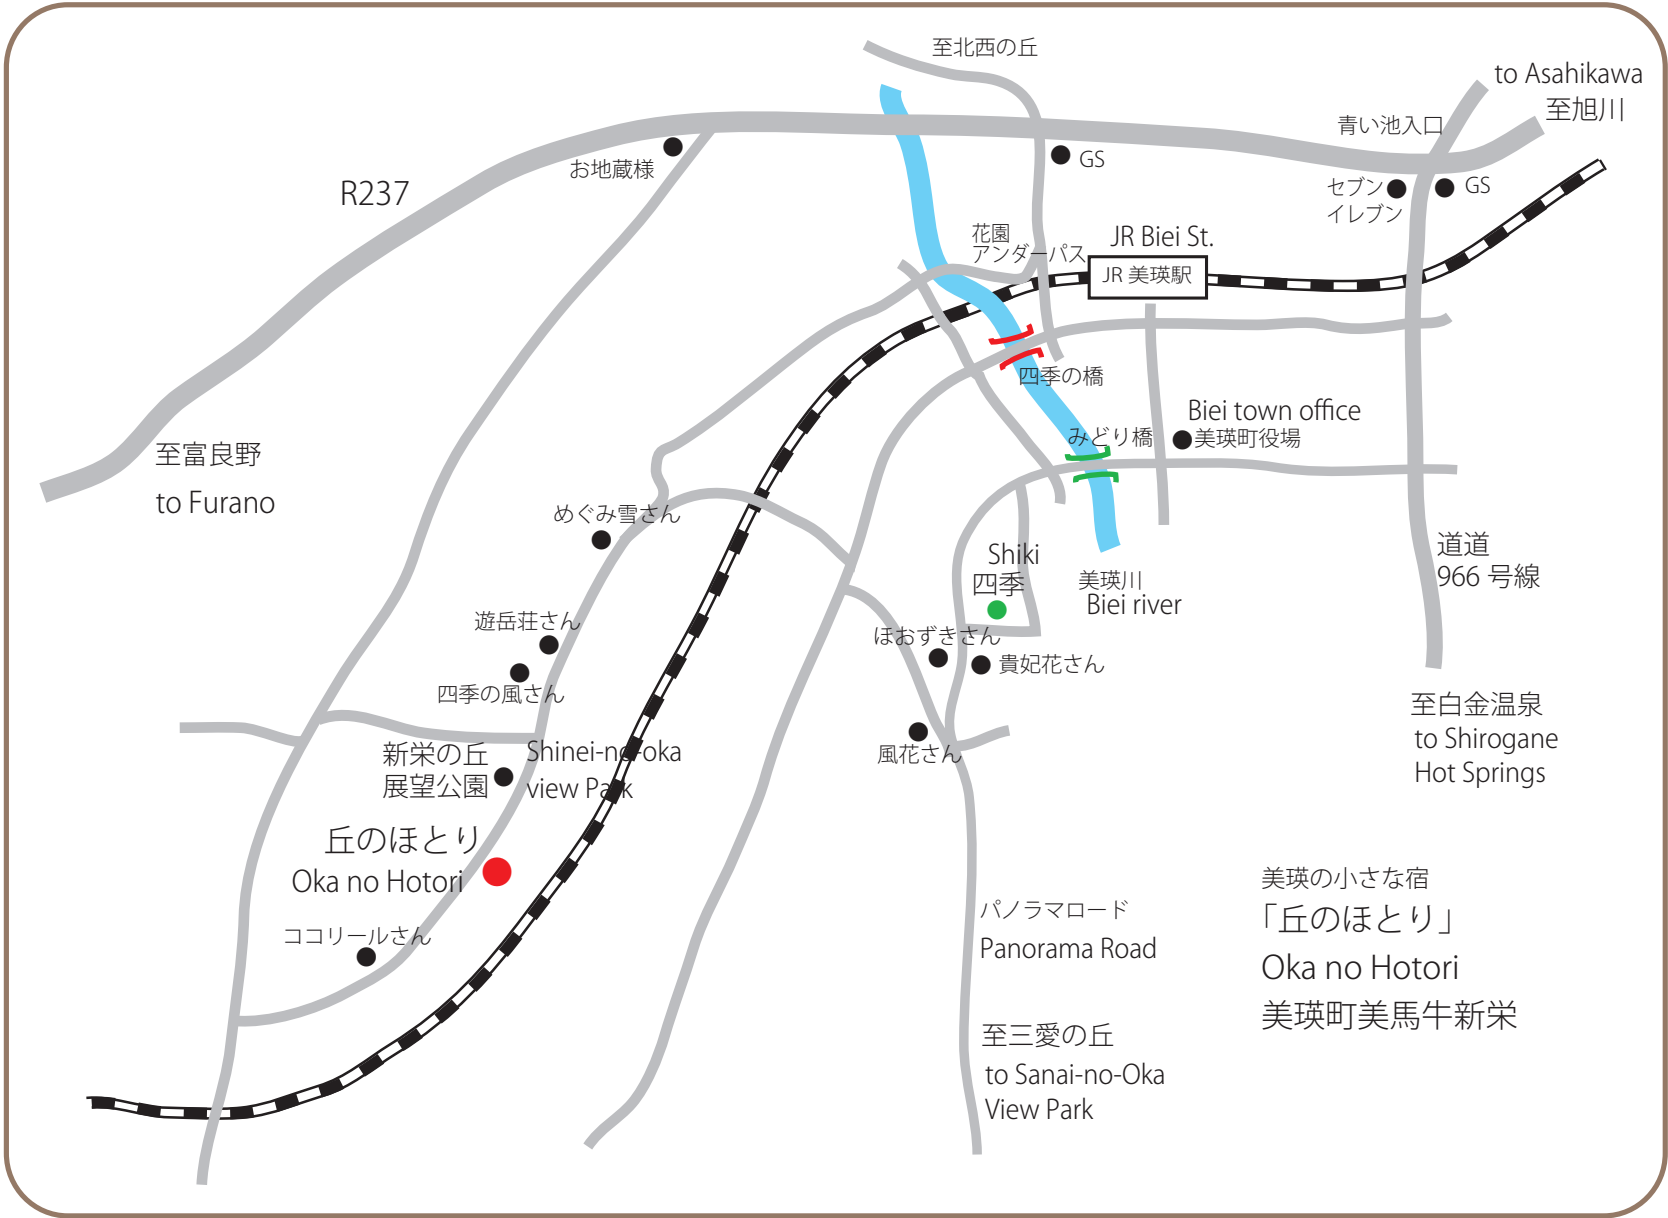 至北西の丘
to Asahikawa
至旭川
青い池入口
GS
お地蔵様
R237
セブン
イレブン
GS
花園
アンダーパス
JR Biei St.
JR 美瑛駅
四季の橋
Biei town office
美瑛町役場
みどり橋
至富良野
to Furano
めぐみ雪さん
Shiki
四季
美瑛川
Biei river
道道
966 号線
遊岳荘さん
四季の風さん
ほおずきさん
貴妃花さん
風花さん
至白金温泉
to Shirogane
Hot Springs
新栄の丘
展望公園
Shinei-no-oka
view Park
丘のほとり
Oka no Hotori
ココリールさん
パノラマロード
Panorama Road
至三愛の丘
to Sanai-no-Oka
View Park
美瑛の小さな宿
「丘のほとり」
Oka no Hotori
美瑛町美馬牛新栄